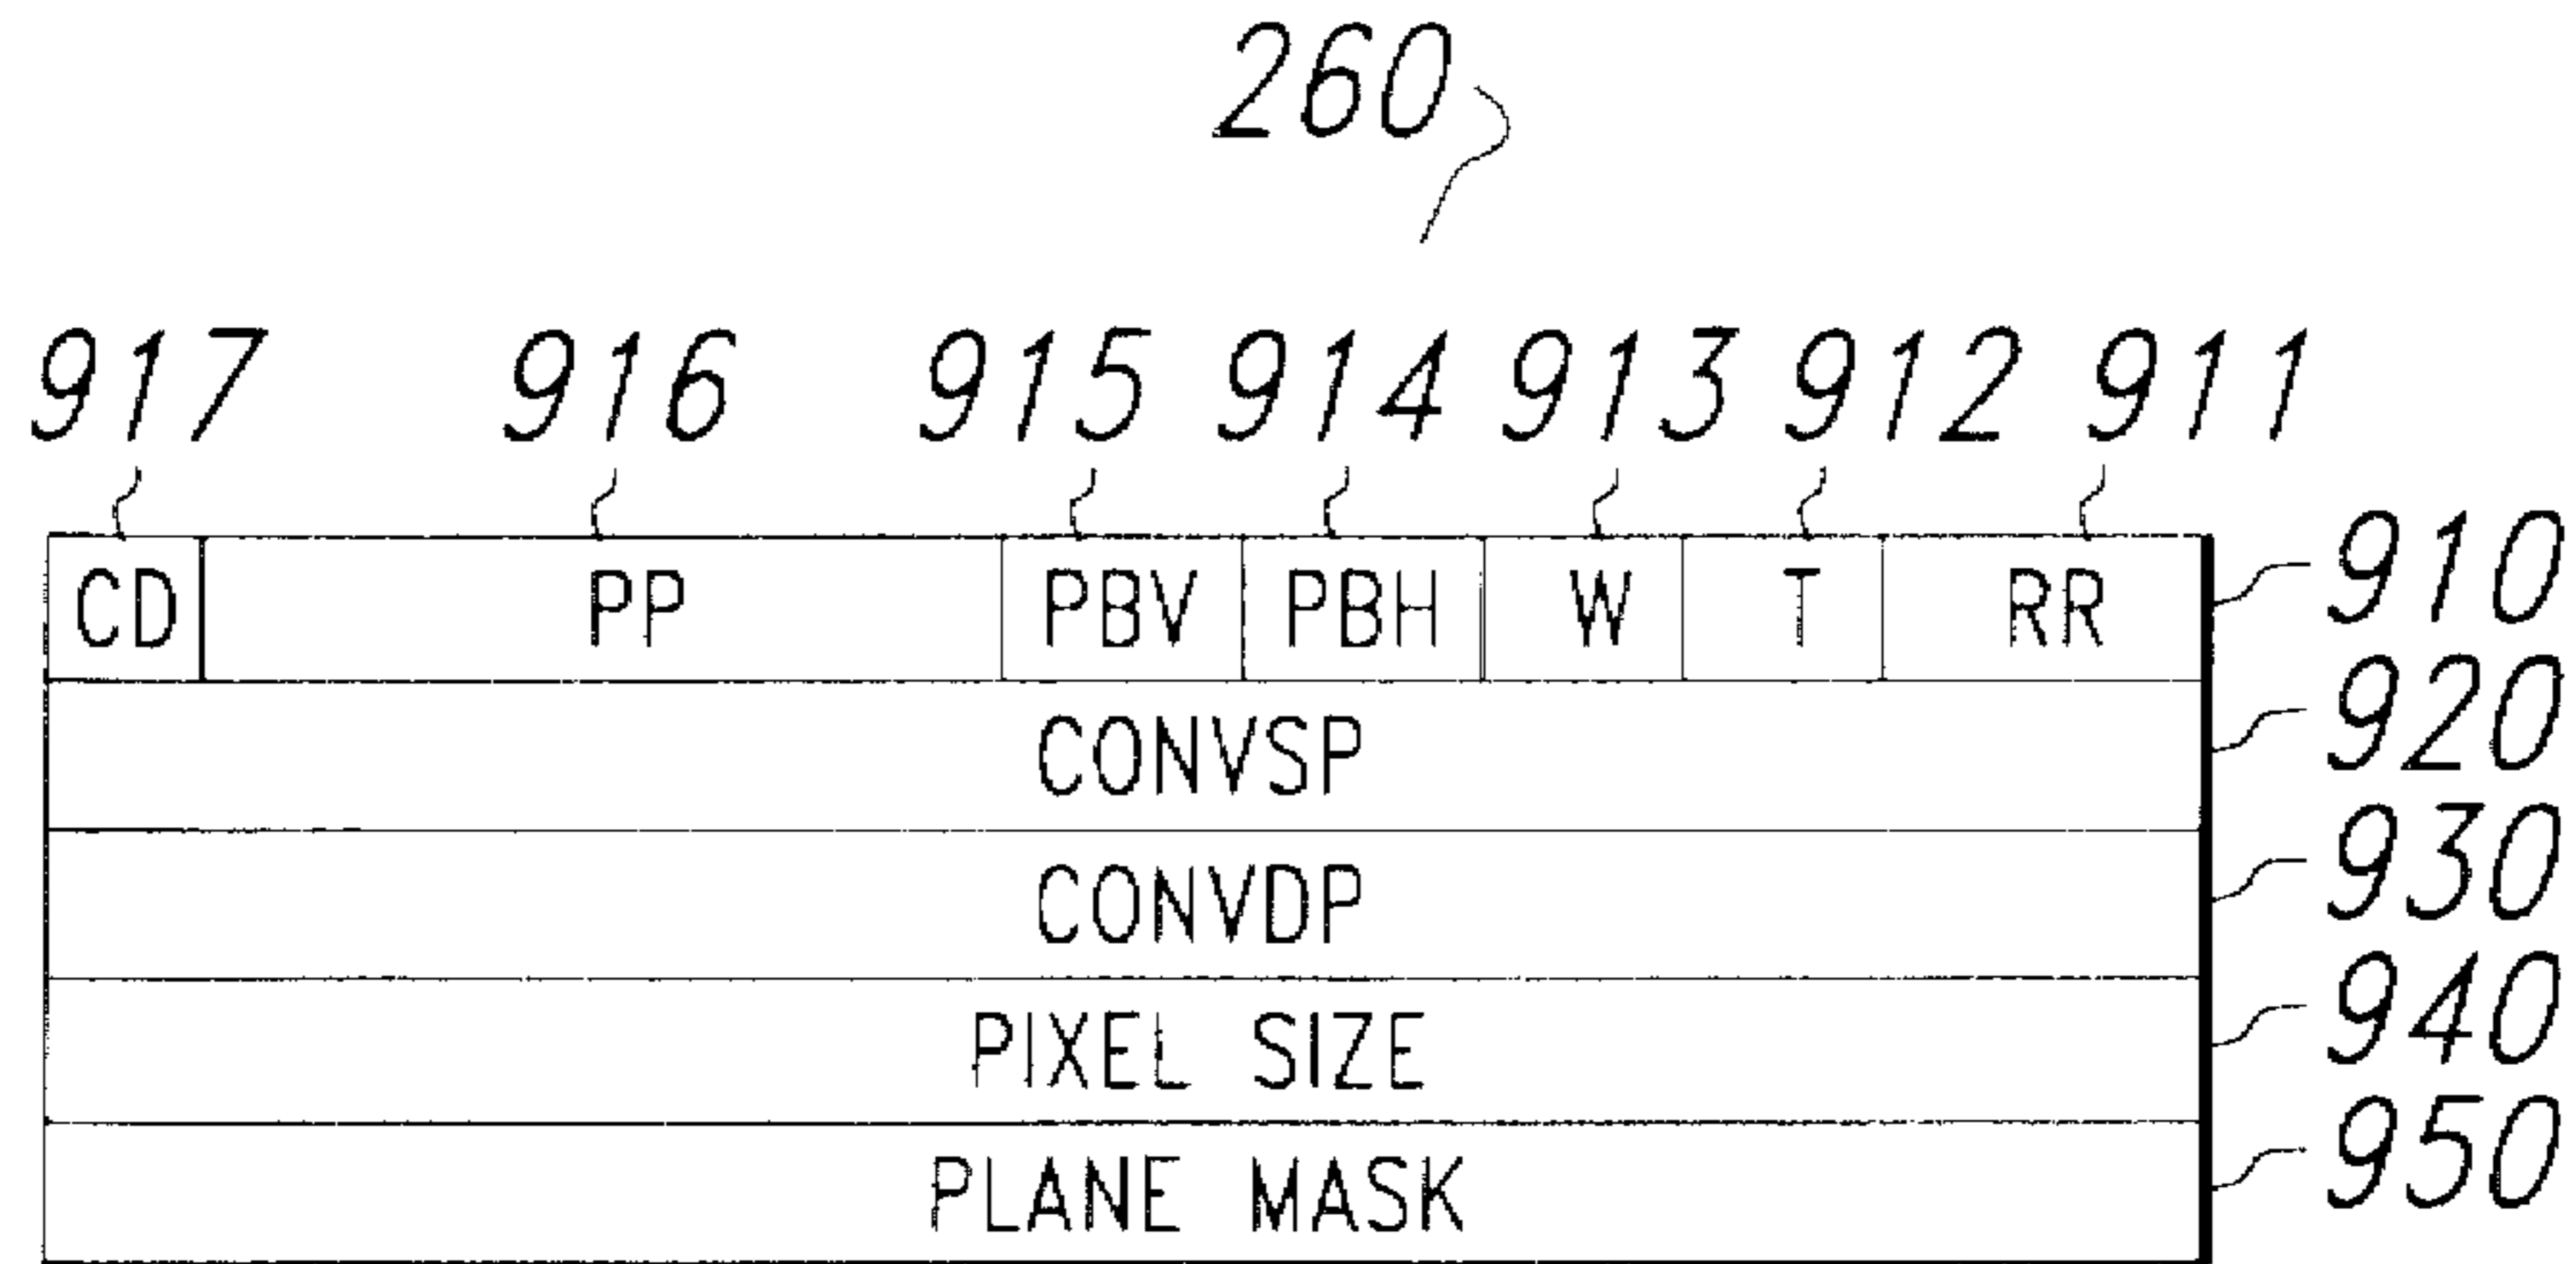 260
917 916 915 914 913 912 911
CD PP PBV PBH W T RR 910
CONVSP 920
CONVDP 930
PIXEL SIZE 940
PLANE MASK 950